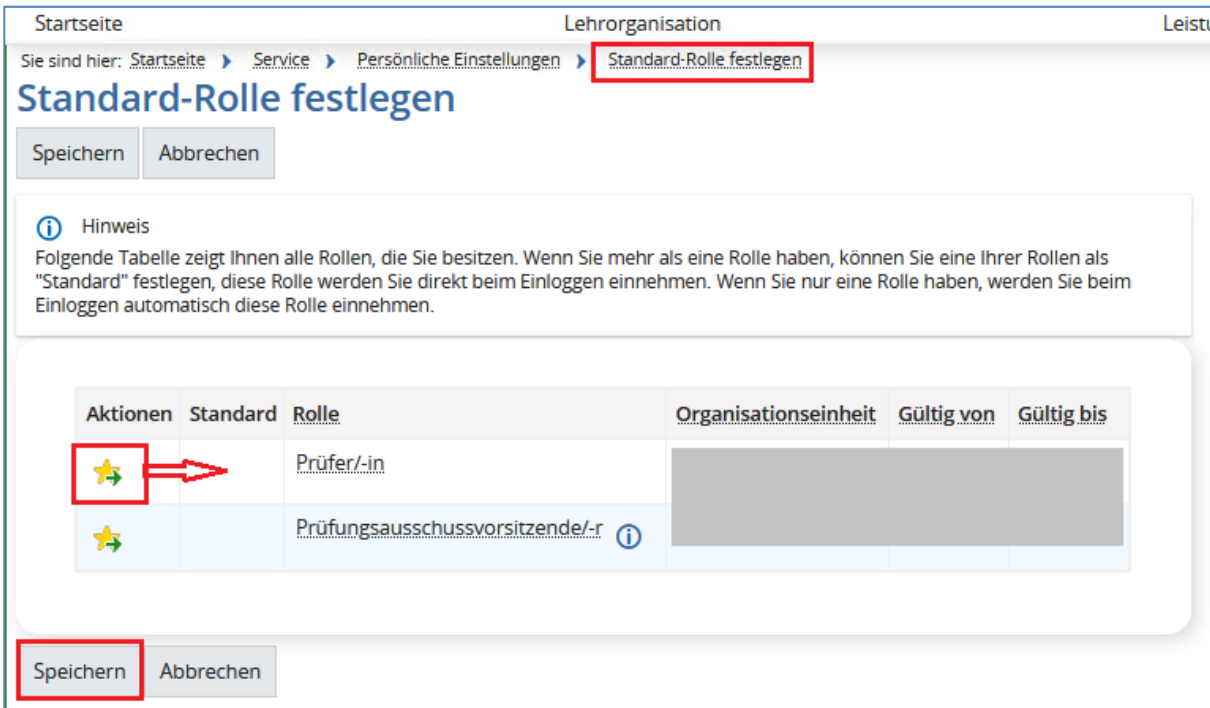 Startseite Lehrorganisation
Sie sind hier: Startseite Service Persönliche Einstellungen Standard-Rolle festlegen
Standard-Rolle festlegen
Speichern Abbrechen
Hinweis
Folgende Tabelle zeigt Ihnen alle Rollen, die Sie besitzen. Wenn Sie mehr als eine Rolle haben, können Sie eine Ihrer Rollen als
"Standard" festlegen, diese Rolle werden Sie direkt beim Einloggen einnehmen. Wenn Sie nur eine Rolle haben, werden Sie beim
Einloggen automatisch diese Rolle einnehmen.
Aktionen Standard Rolle Organisationseinheit Gültig von Gültig bis
Prüfer/-in
Prüfungsausschussvorsitzende/-r
Speichern Abbrechen